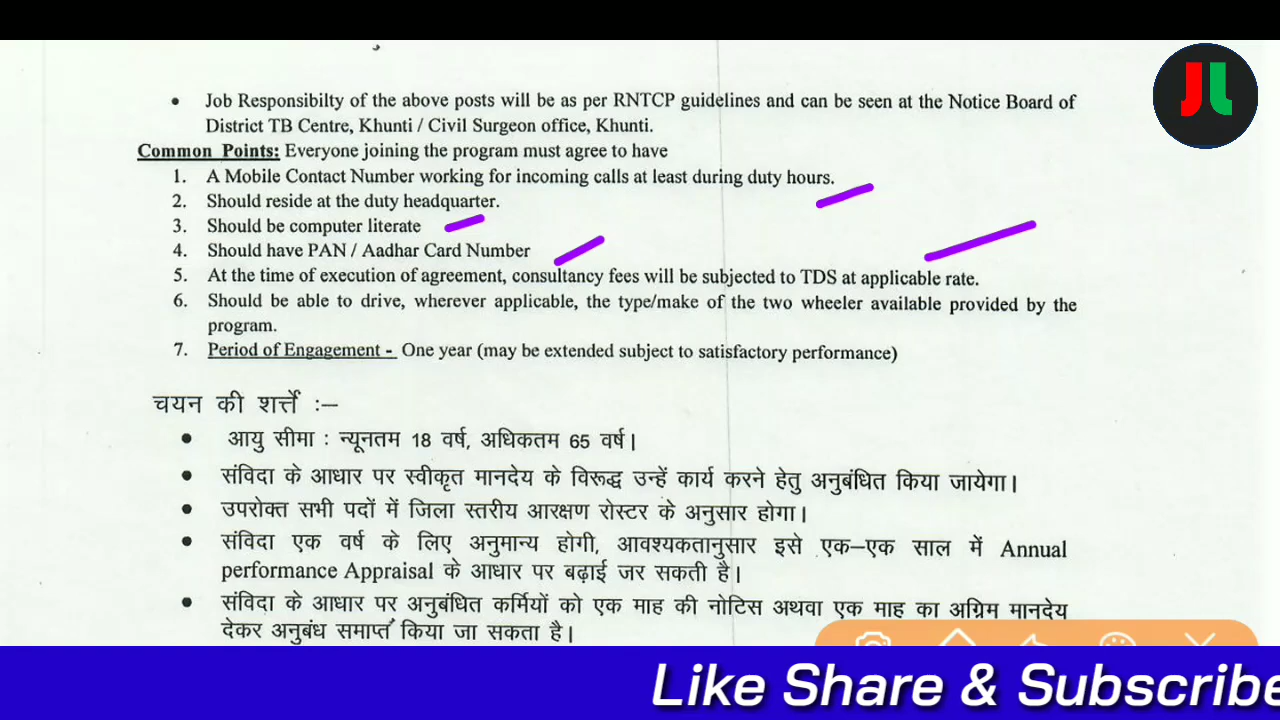 • Job Responsibilty of the above posts will be as per RNTCP guidelines and can be seen at the Notice Board of
District TB Centre, Khunti / Civil Surgeon office, Khunti.
Common Points: Everyone joining the program must agree to have
1. A Mobile Contact Number working for incoming calls at least during duty hours.
2. Should reside at the duty headquarter.
3. Should be computer literate
4. Should have PAN / Aadhar Card Number
5. At the time of execution of agreement, consultancy fees will be subjected to TDS at applicable rate.
6. Should be able to drive, wherever applicable, the type/make of the two wheeler available provided by the
program.
7. Period of Engagement - One year (may be extended subject to satisfactory performance)
चयन की शर्त्तें :–
• आयु सीमा : न्यूनतम 18 वर्ष, अधिकतम 65 वर्ष।
• संविदा के आधार पर स्वीकृत मानदेय के विरूद्ध उन्हें कार्य करने हेतु अनुबंधित किया जायेगा।
• उपरोक्त सभी पदों में जिला स्तरीय आरक्षण रोस्टर के अनुसार होगा।
• संविदा एक वर्ष के लिए अनुमान्य होगी, आवश्यकतानुसार इसे एक–एक साल में Annual
performance Appraisal के आधार पर बढ़ाई जर सकती है।
• संविदा के आधार पर अनुबंधित कर्मियों को एक माह की नोटिस अथवा एक माह का अग्रिम मानदेय
देकर अनुबंध समाप्त किया जा सकता है।
Like Share & Subscribe